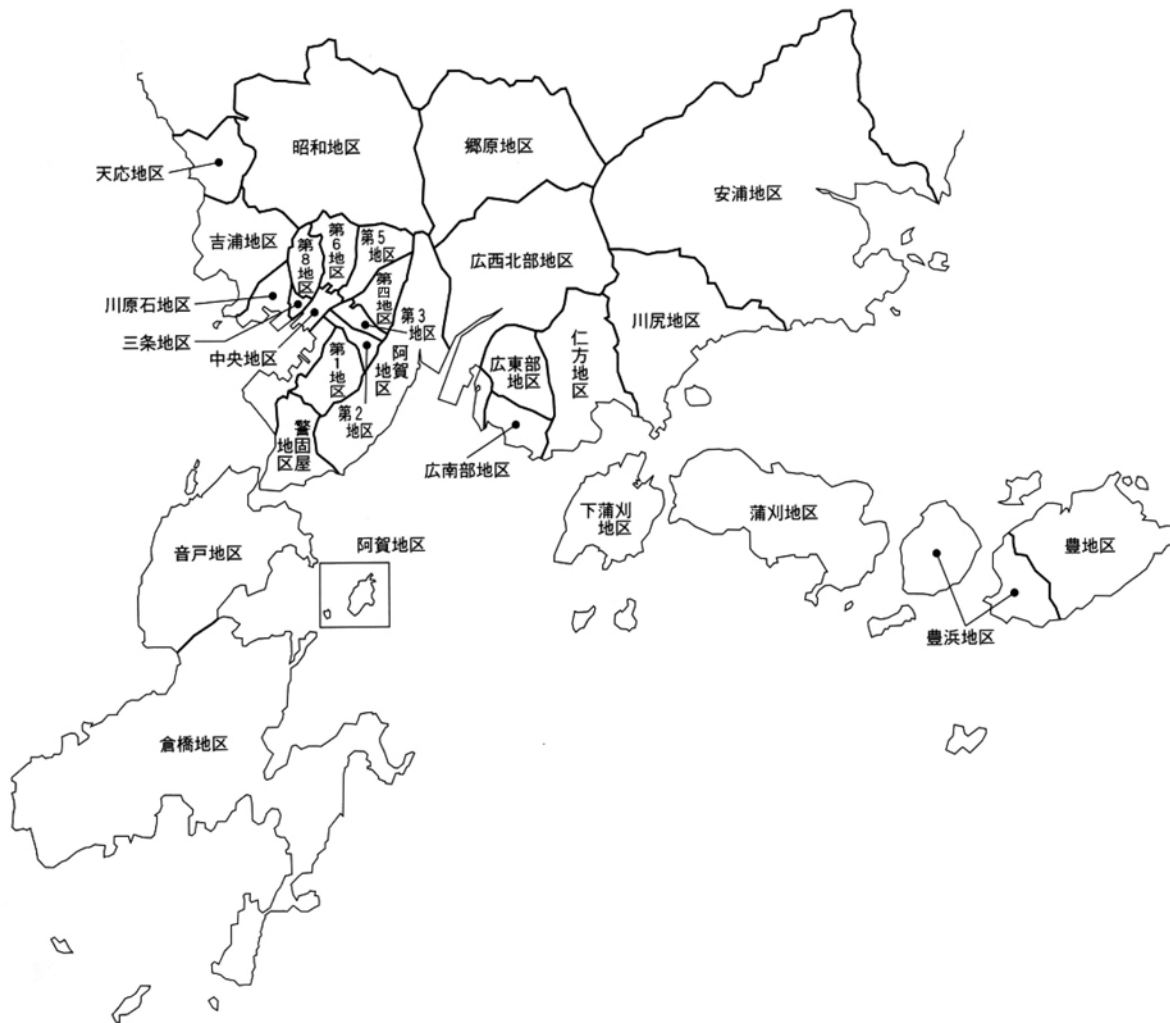 昭和地区
郷原地区
天応地区
安浦地区
吉浦地区
第8地区
第6地区
第5
地区
広西北部地区
第四地区
川原石地区
第3
地区
川尻地区
三条地区
中央地区
第1地区
阿賀
地区
広東部
地区
仁方地区
第2
地区
警固屋
地区
広南部地区
下蒲刈
地区
蒲刈地区
豊地区
音戸地区
阿賀地区
豊浜地区
倉橋地区